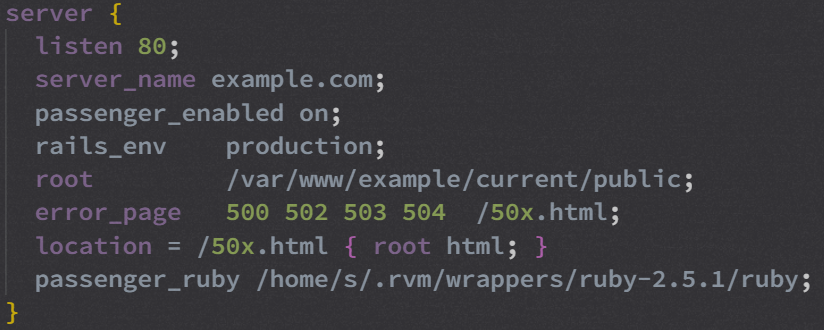 server {
  listen 80;
  server_name example.com;
  passenger_enabled on;
  rails_env    production;
  root         /var/www/example/current/public;
  error_page   500 502 503 504  /50x.html;
  location = /50x.html { root html; }
  passenger_ruby /home/s/.rvm/wrappers/ruby-2.5.1/ruby;
}